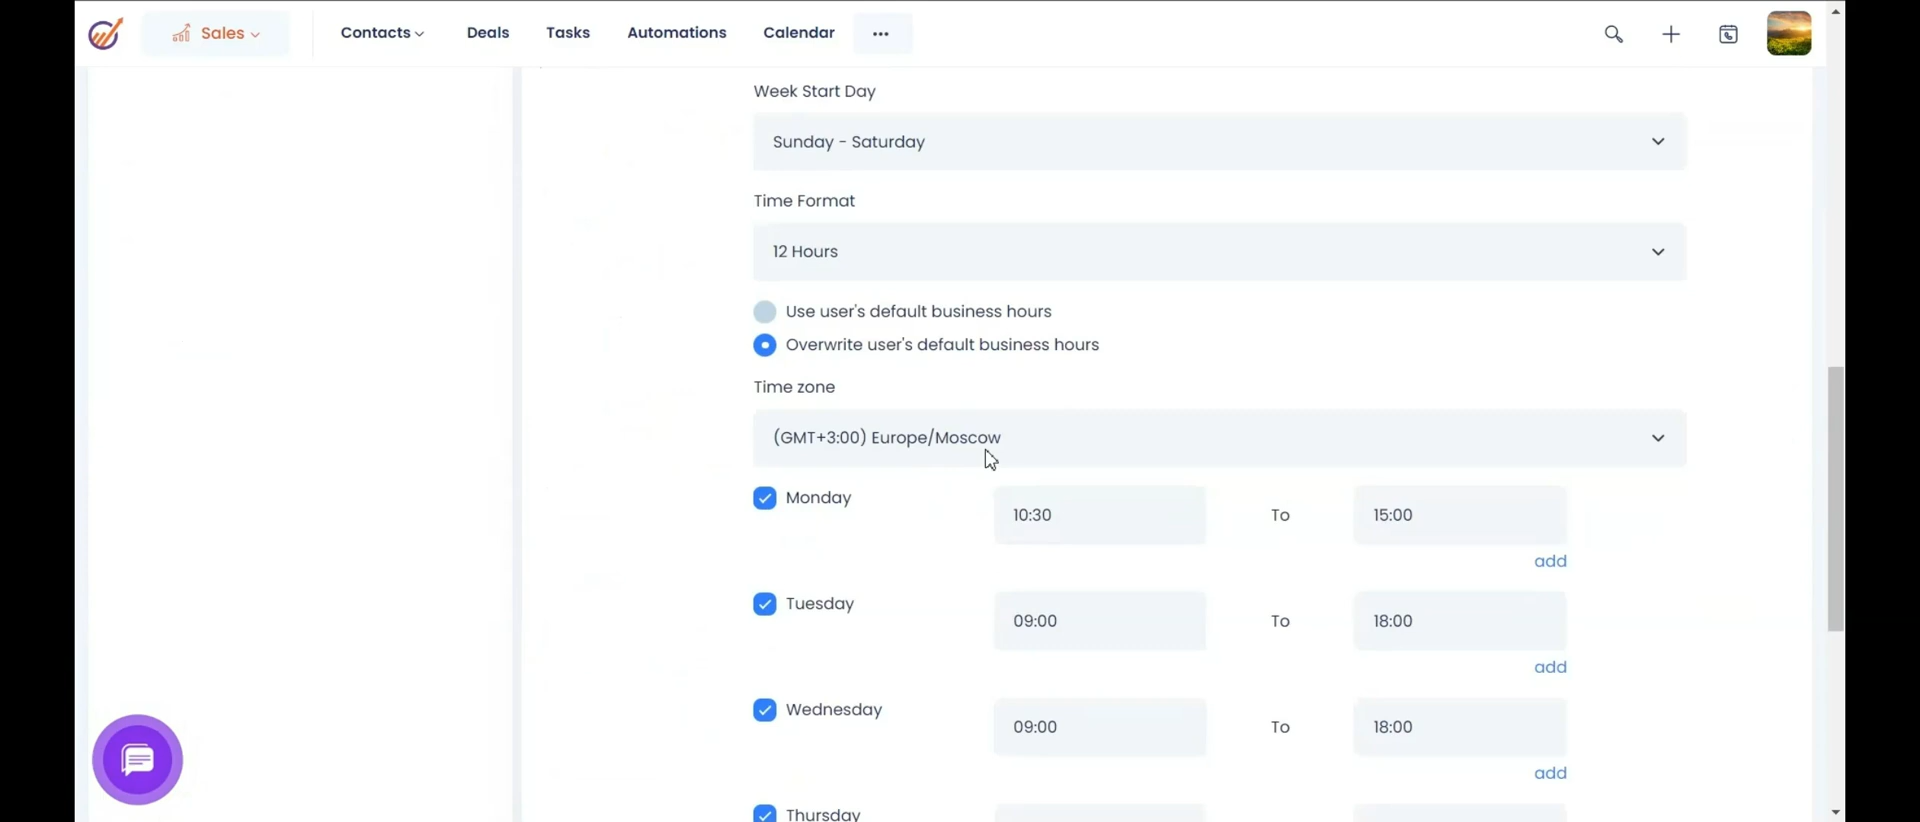 Sales Contacts Deals Tasks Automations Calendar ...
Week Start Day
Sunday - Saturday
Time Format
12 Hours
Use user's default business hours
Overwrite user's default business hours
Time zone
(GMT+3:00) Europe/Moscow
Monday 10:30 To 15:00
add
Tuesday 09:00 To 18:00
add
Wednesday 09:00 To 18:00
add
Thursday